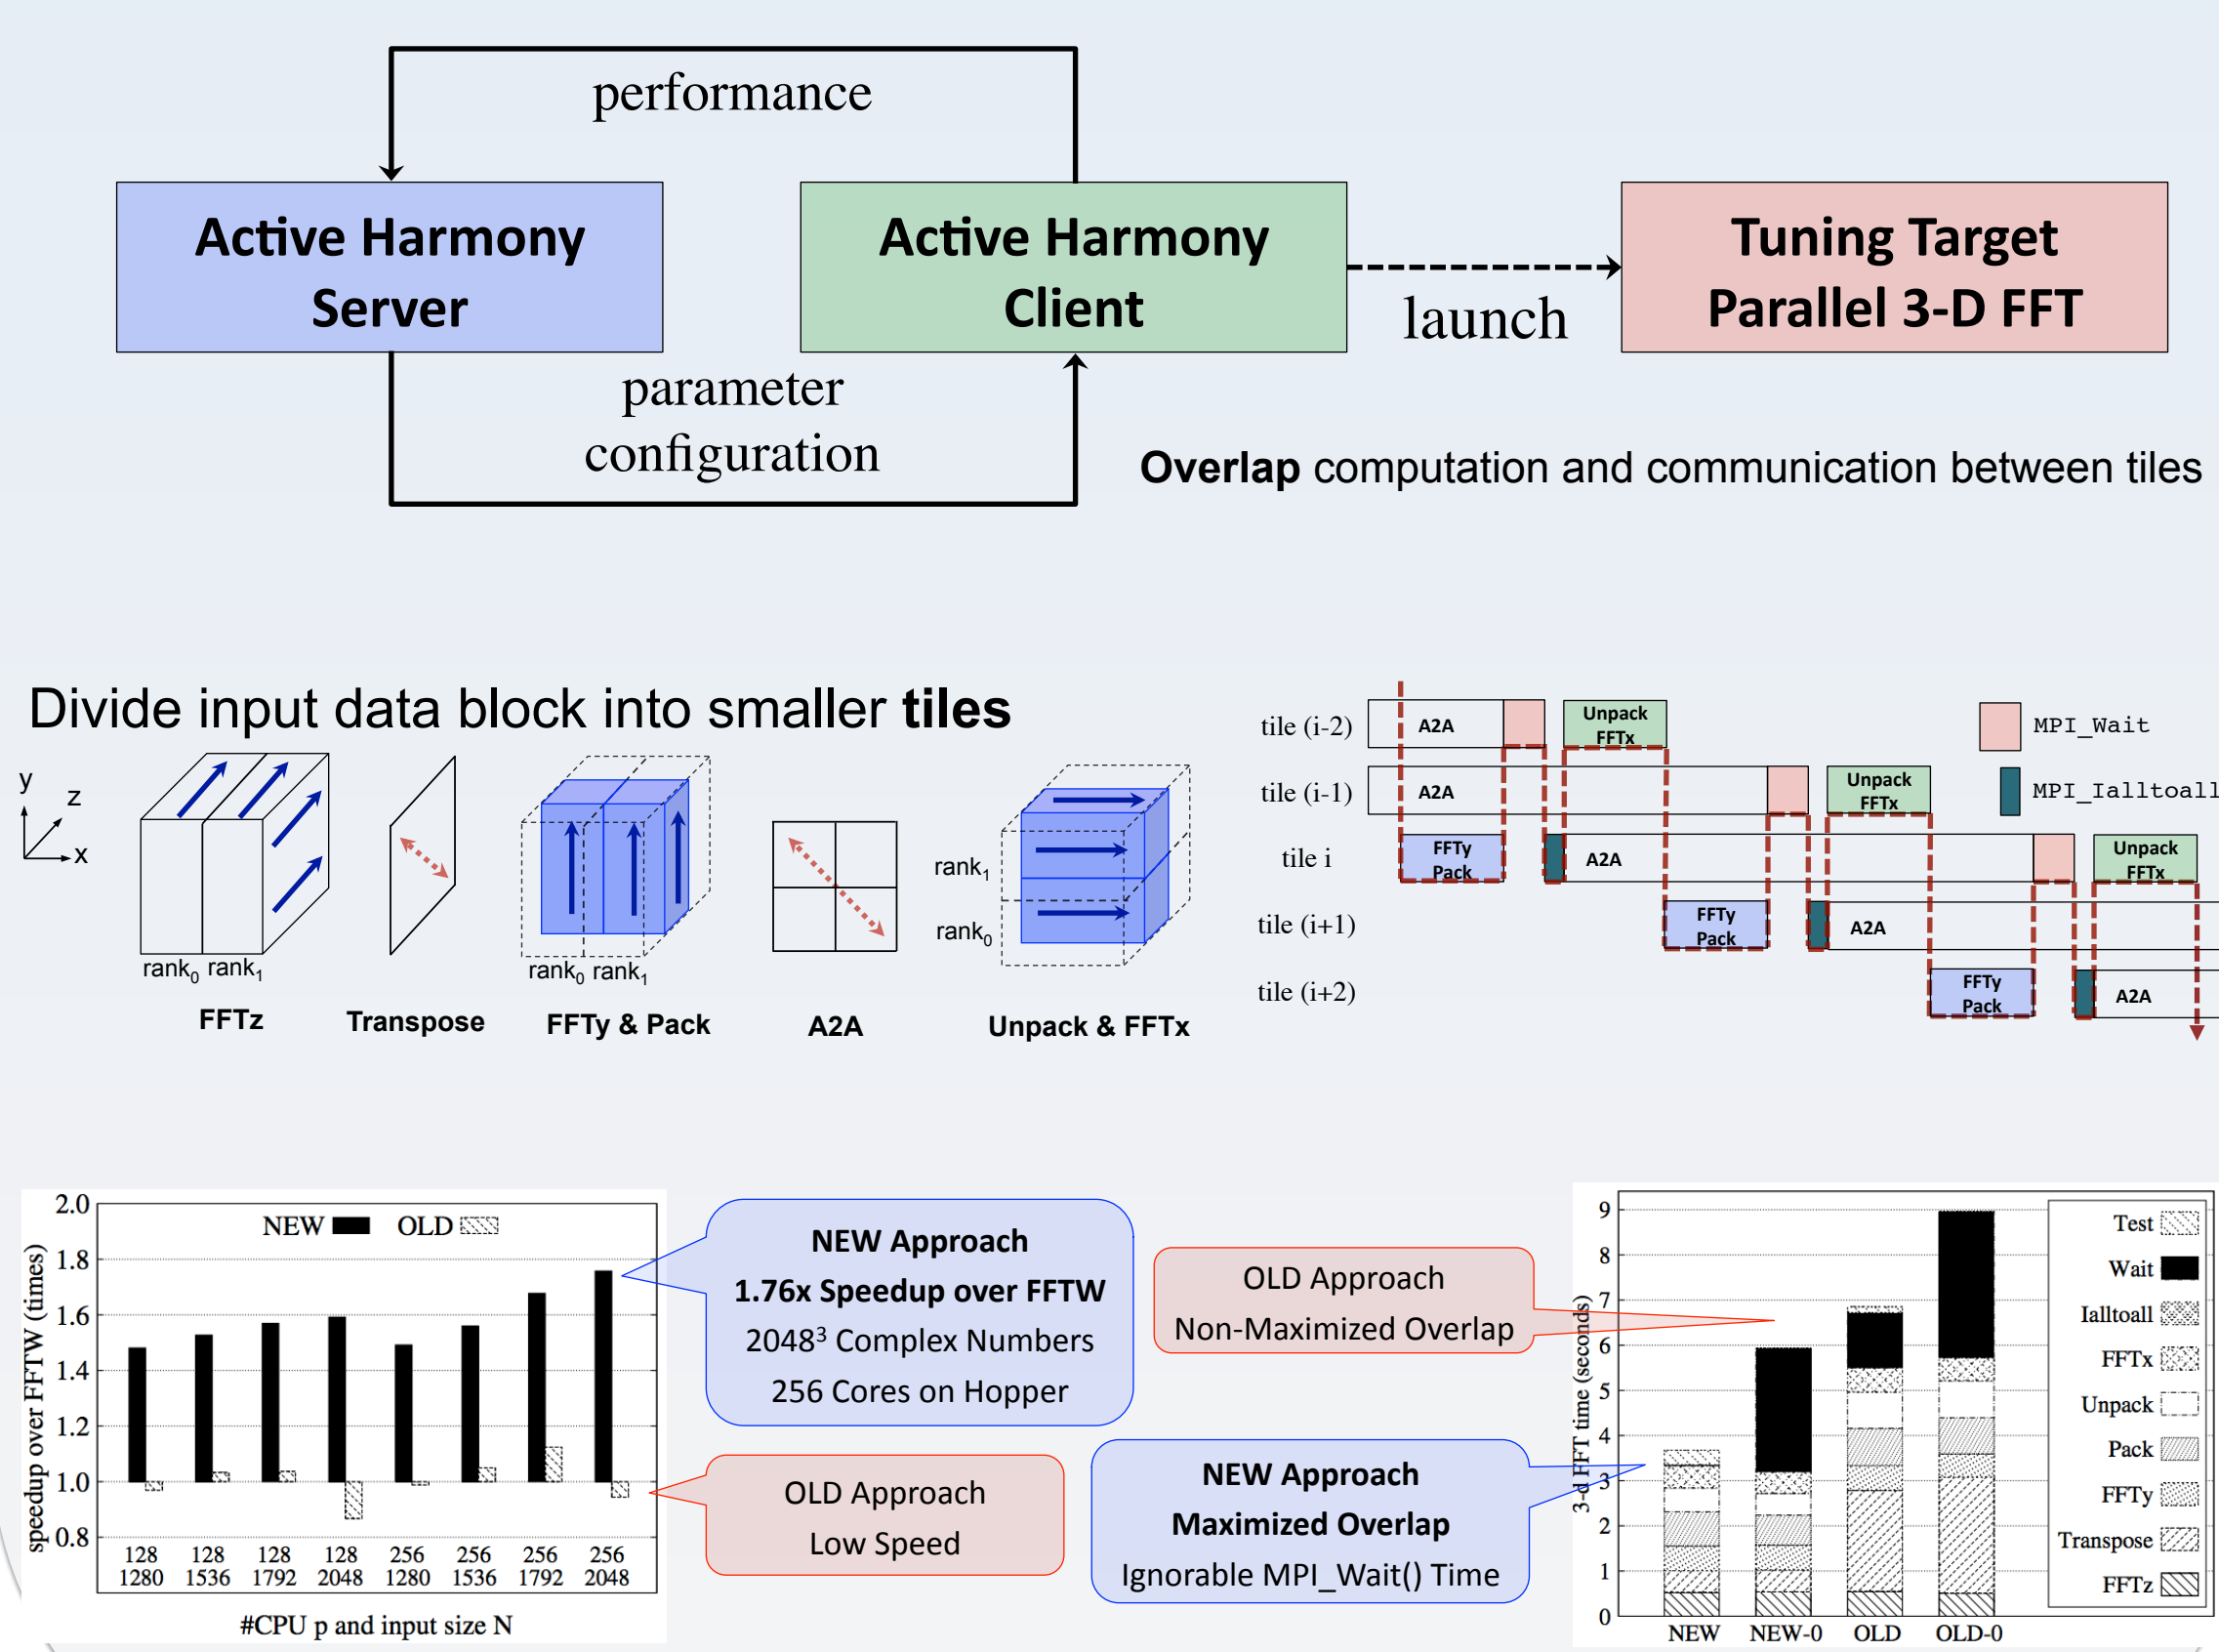 performance
Active Harmony
Server
Active Harmony
Client
launch
Tuning Target
Parallel 3-D FFT
parameter
configuration
Overlap computation and communication between tiles
Divide input data block into smaller tiles
y
z
x
rank0 rank1
FFTz
Transpose
rank0 rank1
FFTy & Pack
A2A
rank1
rank0
Unpack & FFTx
tile (i-2)
A2A
Unpack
FFTx
MPI_Wait
tile (i-1)
A2A
Unpack
FFTx
MPI_Ialltoall
tile i
FFTy
Pack
A2A
Unpack
FFTx
tile (i+1)
FFTy
Pack
A2A
tile (i+2)
FFTy
Pack
A2A
speedup over FFTW (times)
2.0
1.8
1.6
1.4
1.2
1.0
0.8
NEW OLD
128 128 128 128 256 256 256 256
1280 1536 1792 2048 1280 1536 1792 2048
#CPU p and input size N
NEW Approach
1.76x Speedup over FFTW
2048³ Complex Numbers
256 Cores on Hopper
OLD Approach
Low Speed
OLD Approach
Non-Maximized Overlap
NEW Approach
Maximized Overlap
Ignorable MPI_Wait() Time
3-d FFT time (seconds)
9
8
7
6
5
4
3
2
1
0
Test
Wait
Ialltoall
FFTx
Unpack
Pack
FFTy
Transpose
FFTz
NEW NEW-0 OLD OLD-0